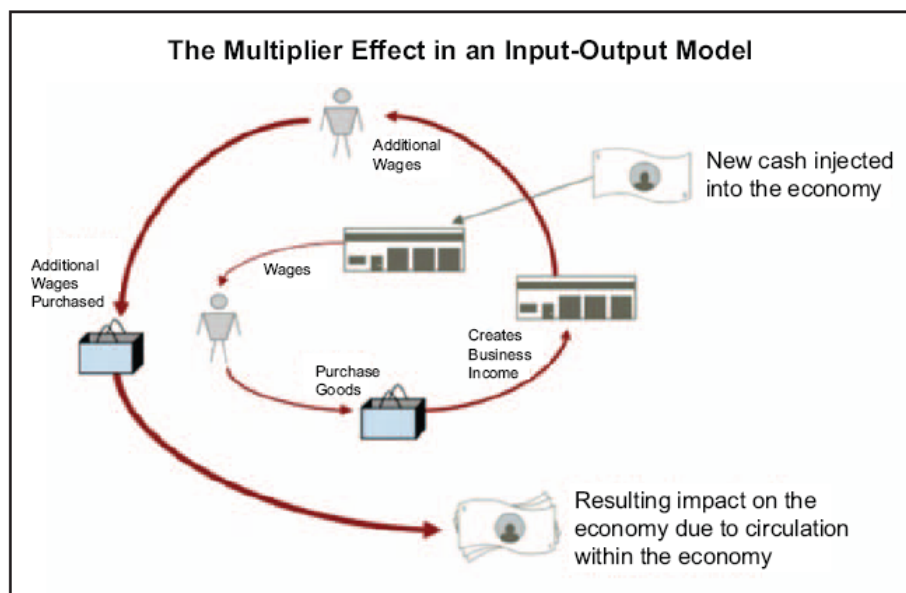 The Multiplier Effect in an Input-Output Model
Additional
Wages
New cash injected
into the economy
Wages
Additional
Wages
Purchased
Creates
Business
Income
Purchase
Goods
Resulting impact on the
economy due to circulation
within the economy